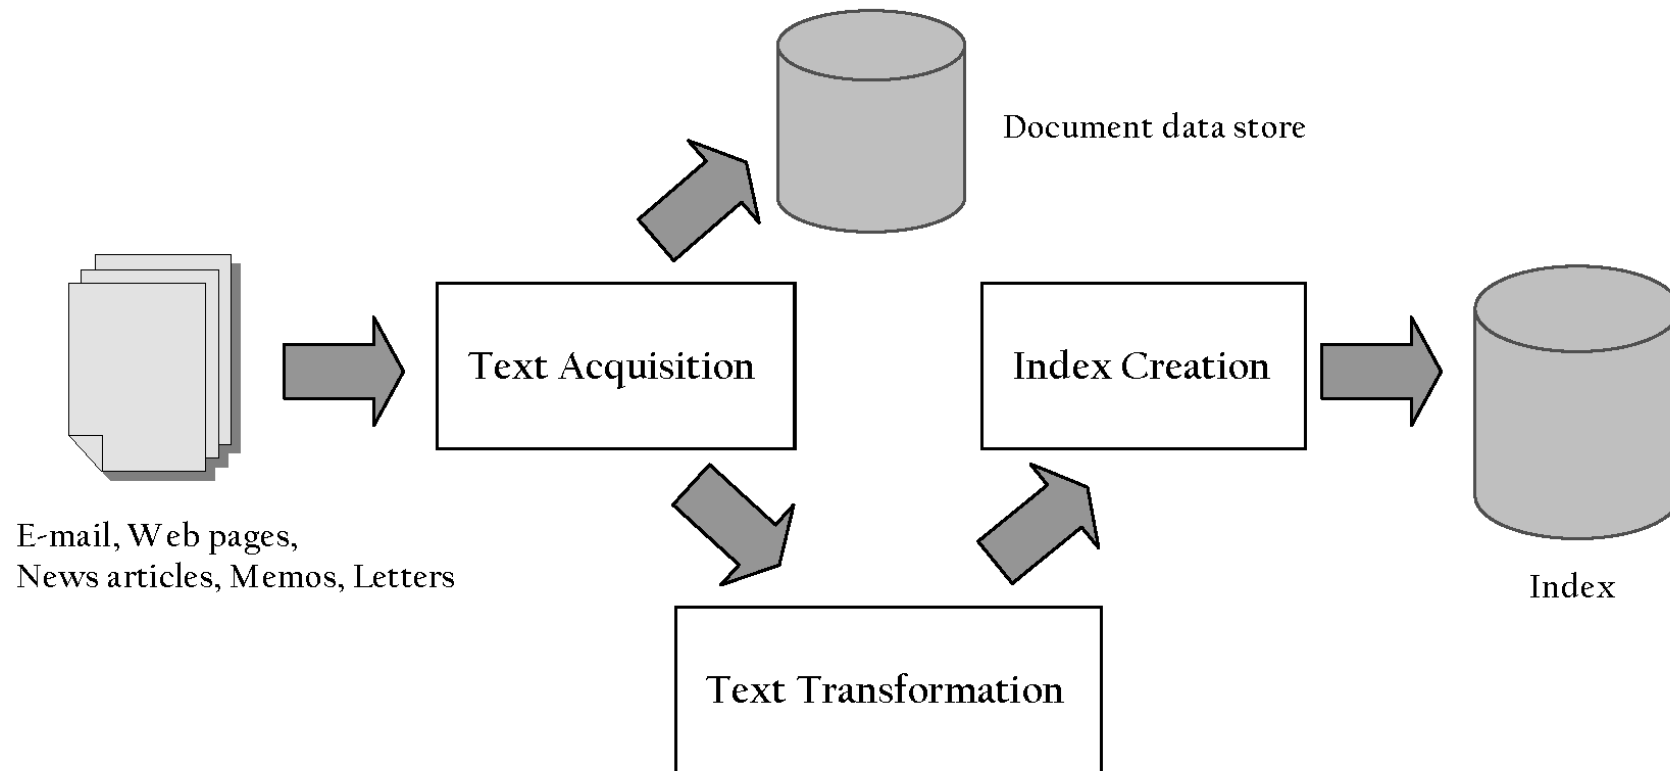 Document data store
Text Acquisition
Index Creation
E-mail, Web pages,
News articles, Memos, Letters
Index
Text Transformation